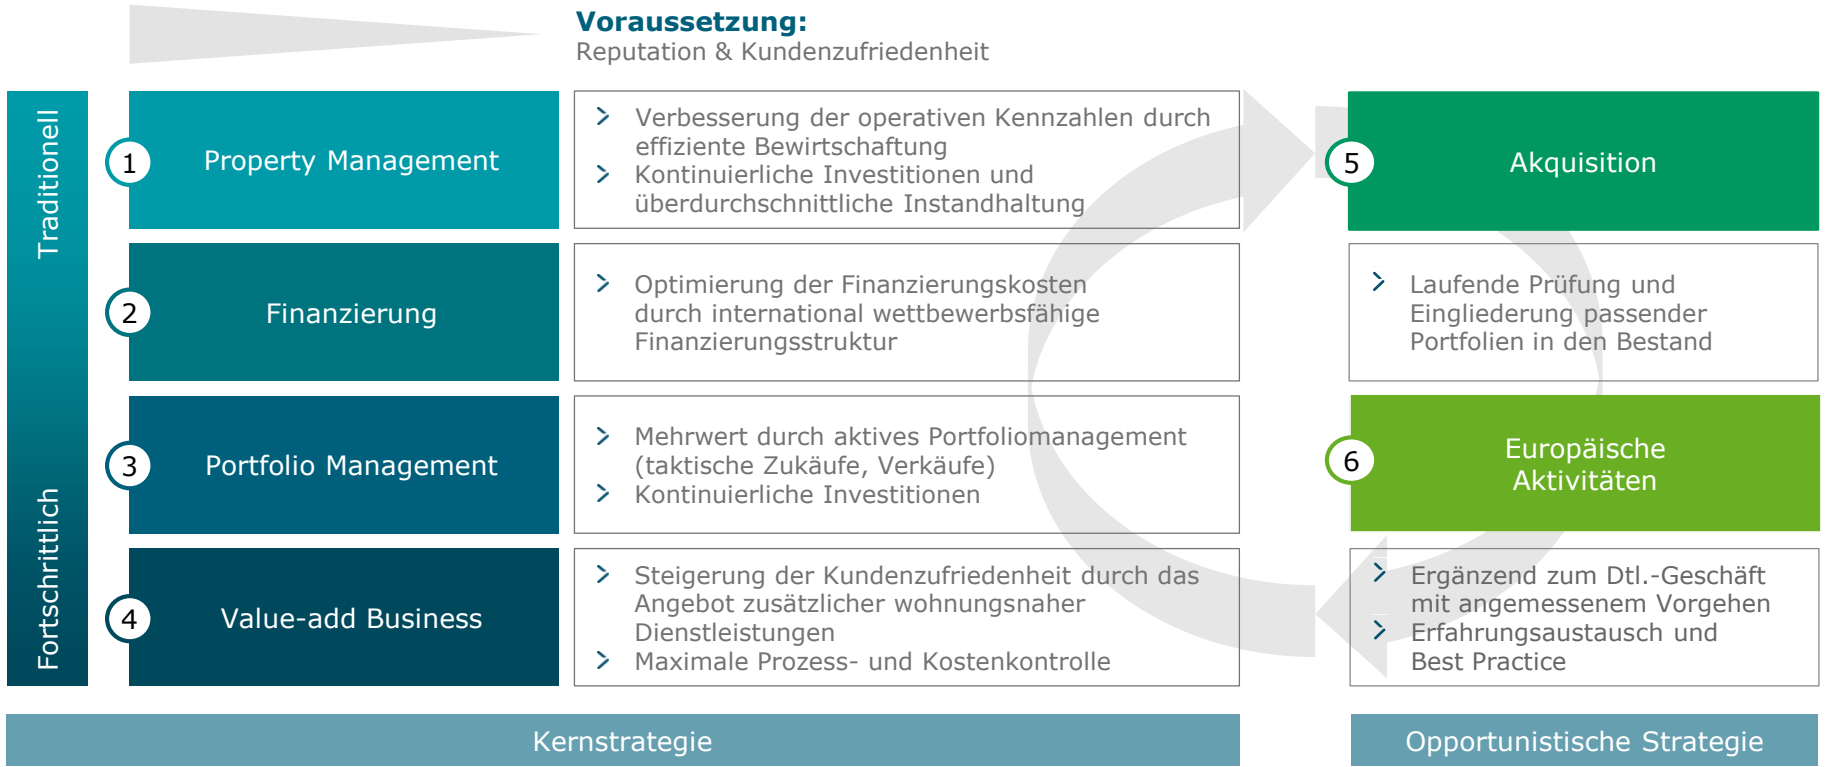 Voraussetzung:
Reputation & Kundenzufriedenheit
Traditionell
Fortschrittlich
1
Property Management
Verbesserung der operativen Kennzahlen durch
effiziente Bewirtschaftung
Kontinuierliche Investitionen und
überdurchschnittliche Instandhaltung
2
Finanzierung
Optimierung der Finanzierungskosten
durch international wettbewerbsfähige
Finanzierungsstruktur
3
Portfolio Management
Mehrwert durch aktives Portfoliomanagement
(taktische Zukäufe, Verkäufe)
Kontinuierliche Investitionen
4
Value-add Business
Steigerung der Kundenzufriedenheit durch das
Angebot zusätzlicher wohnungsnaher
Dienstleistungen
Maximale Prozess- und Kostenkontrolle
Kernstrategie
5
Akquisition
Laufende Prüfung und
Eingliederung passender
Portfolien in den Bestand
6
Europäische
Aktivitäten
Ergänzend zum Dtl.-Geschäft
mit angemessenem Vorgehen
Erfahrungsaustausch und
Best Practice
Opportunistische Strategie